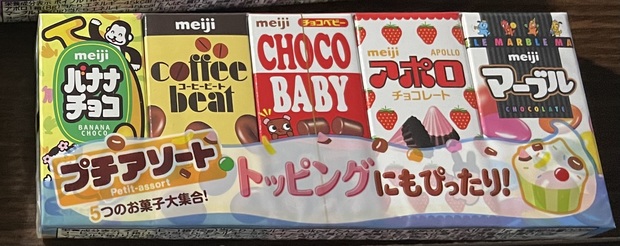 meiji
バナナ
チョコ
BANANA
CHOCO
meiji
coffee
コーヒービート
beat
meiji
チョコベビー
CHOCO
BABY
meiji
APOLLO
アポロ
チョコレート
LE MARBLE MA
meiji
マーブル
CHOCOLATE
プチアソート
Petit-assort
5つのお菓子大集合!
トッピングにもぴったり!